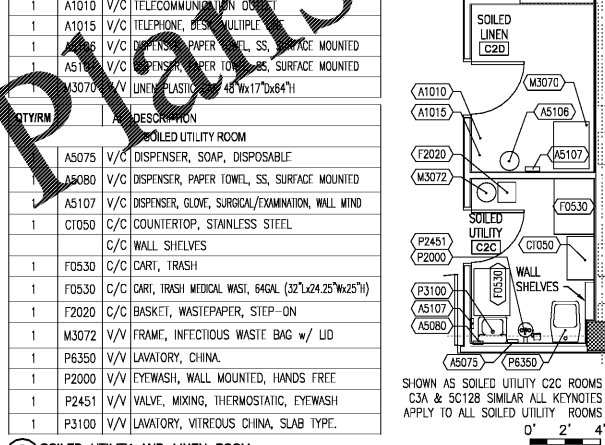 1 A1010 V/C TELECOMMUNICATION OUTLET
1 A1015 V/C TELEPHONE, DESK, MULTIPLE
V/C DISPENSER, PAPER TOWEL, SS, SURFACE MOUNTED
V/C DISPENSER, PAPER TOWEL, SS, SURFACE MOUNTED
1 M3070 V/V LINEN, PLASTIC 48"Wx17"Dx64"H
QTY/RM DESCRIPTION
SOILED UTILITY ROOM
A5075 V/C DISPENSER, SOAP, DISPOSABLE
1 A5080 V/C DISPENSER, PAPER TOWEL, SS, SURFACE MOUNTED
A5107 V/C DISPENSER, GLOVE, SURGICAL/EXAMINATION, WALL MTND
1 CT050 C/C COUNTERTOP, STAINLESS STEEL
C/C WALL SHELVES
1 F0530 C/C CART, TRASH
1 F0530 C/C CART, TRASH MEDICAL WAST, 64GAL (32"Lx24.25"Wx25"H)
1 F2020 C/C BASKET, WASTEPAPER, STEP-ON
1 M3072 V/V FRAME, INFECTIOUS WASTE BAG w/ LID
1 P6350 V/V LAVATORY, CHINA.
1 P2000 V/V EYEWASH, WALL MOUNTED, HANDS FREE
1 P2451 V/V VALVE, MIXING, THERMOSTATIC, EYEWASH
1 P3100 V/V LAVATORY, VITREOUS CHINA, SLAB TYPE.
SOILED UTILITY AND LINEN ROOM
Plans
SOILED
LINEN
C2D
M3070
A1010
A1015
A5106
A5107
F2020
M3072
F0530
SOILED
UTILITY
C2C
P2451
P2000
CT050
WALL
SHELVES
F0530
P3100
A5107
A5080
A5075
P6350
SHOWN AS SOILED UTILITY C2C ROOMS
C3A & 5C128 SIMILAR ALL KEYNOTES
APPLY TO ALL SOILED UTILITY ROOMS
0' 2' 4'